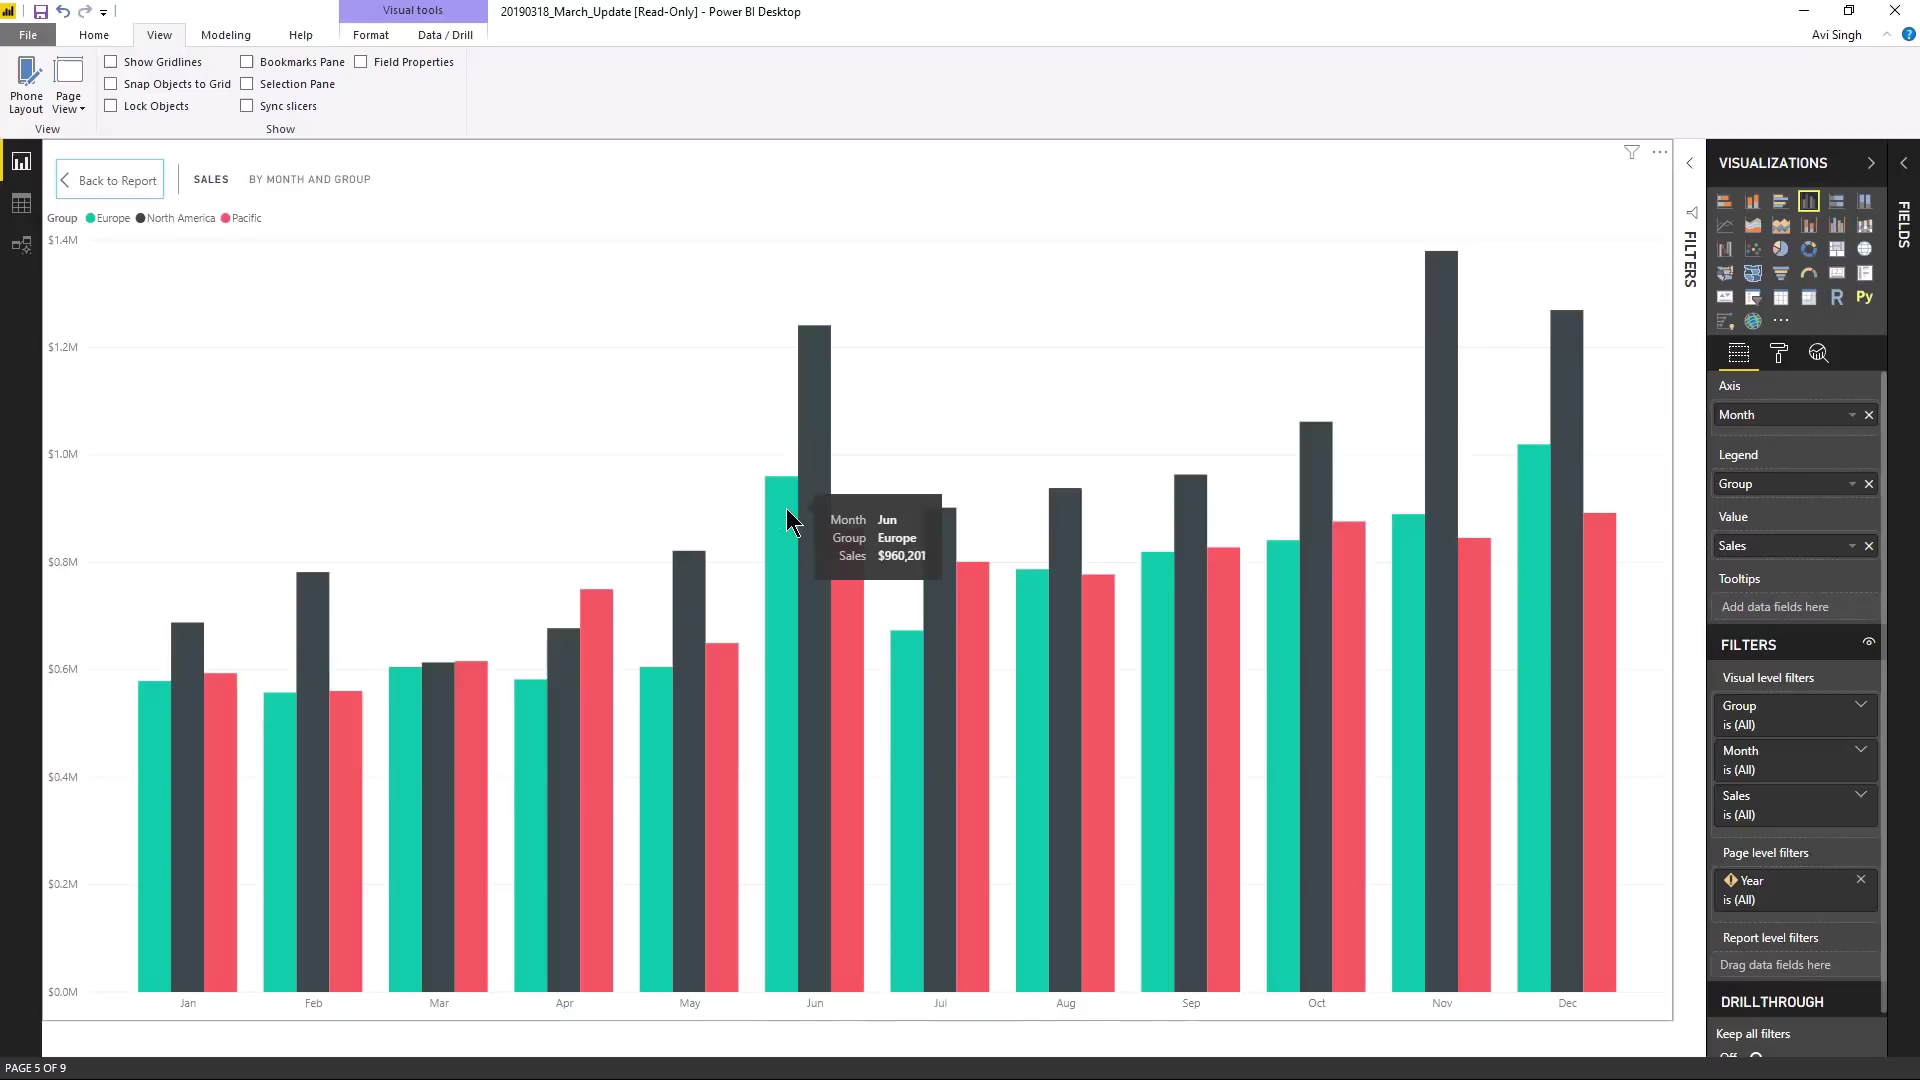 Visual tools
20190318_March_Update [Read-Only] - Power BI Desktop
File Home View Modeling Help Format Data / Drill
Avi Singh
?
Phone Layout
Page View
Show Gridlines
Snap Objects to Grid
Lock Objects
Bookmarks Pane
Selection Pane
Sync slicers
Field Properties
View
Show
Back to Report
SALES BY MONTH AND GROUP
Group Europe North America Pacific
$1.4M
$1.2M
$1.0M
$0.8M
$0.6M
$0.4M
$0.2M
$0.0M
Month Jun
Group Europe
Sales $960,201
Jan Feb Mar Apr May Jun Jul Aug Sep Oct Nov Dec
FILTERS
VISUALIZATIONS
R Py
Axis
Month
Legend
Group
Value
Sales
Tooltips
Add data fields here
FILTERS
Visual level filters
Group
is (All)
Month
is (All)
Sales
is (All)
Page level filters
Year
is (All)
Report level filters
Drag data fields here
DRILLTHROUGH
Keep all filters
Off
FIELDS
PAGE 5 OF 9